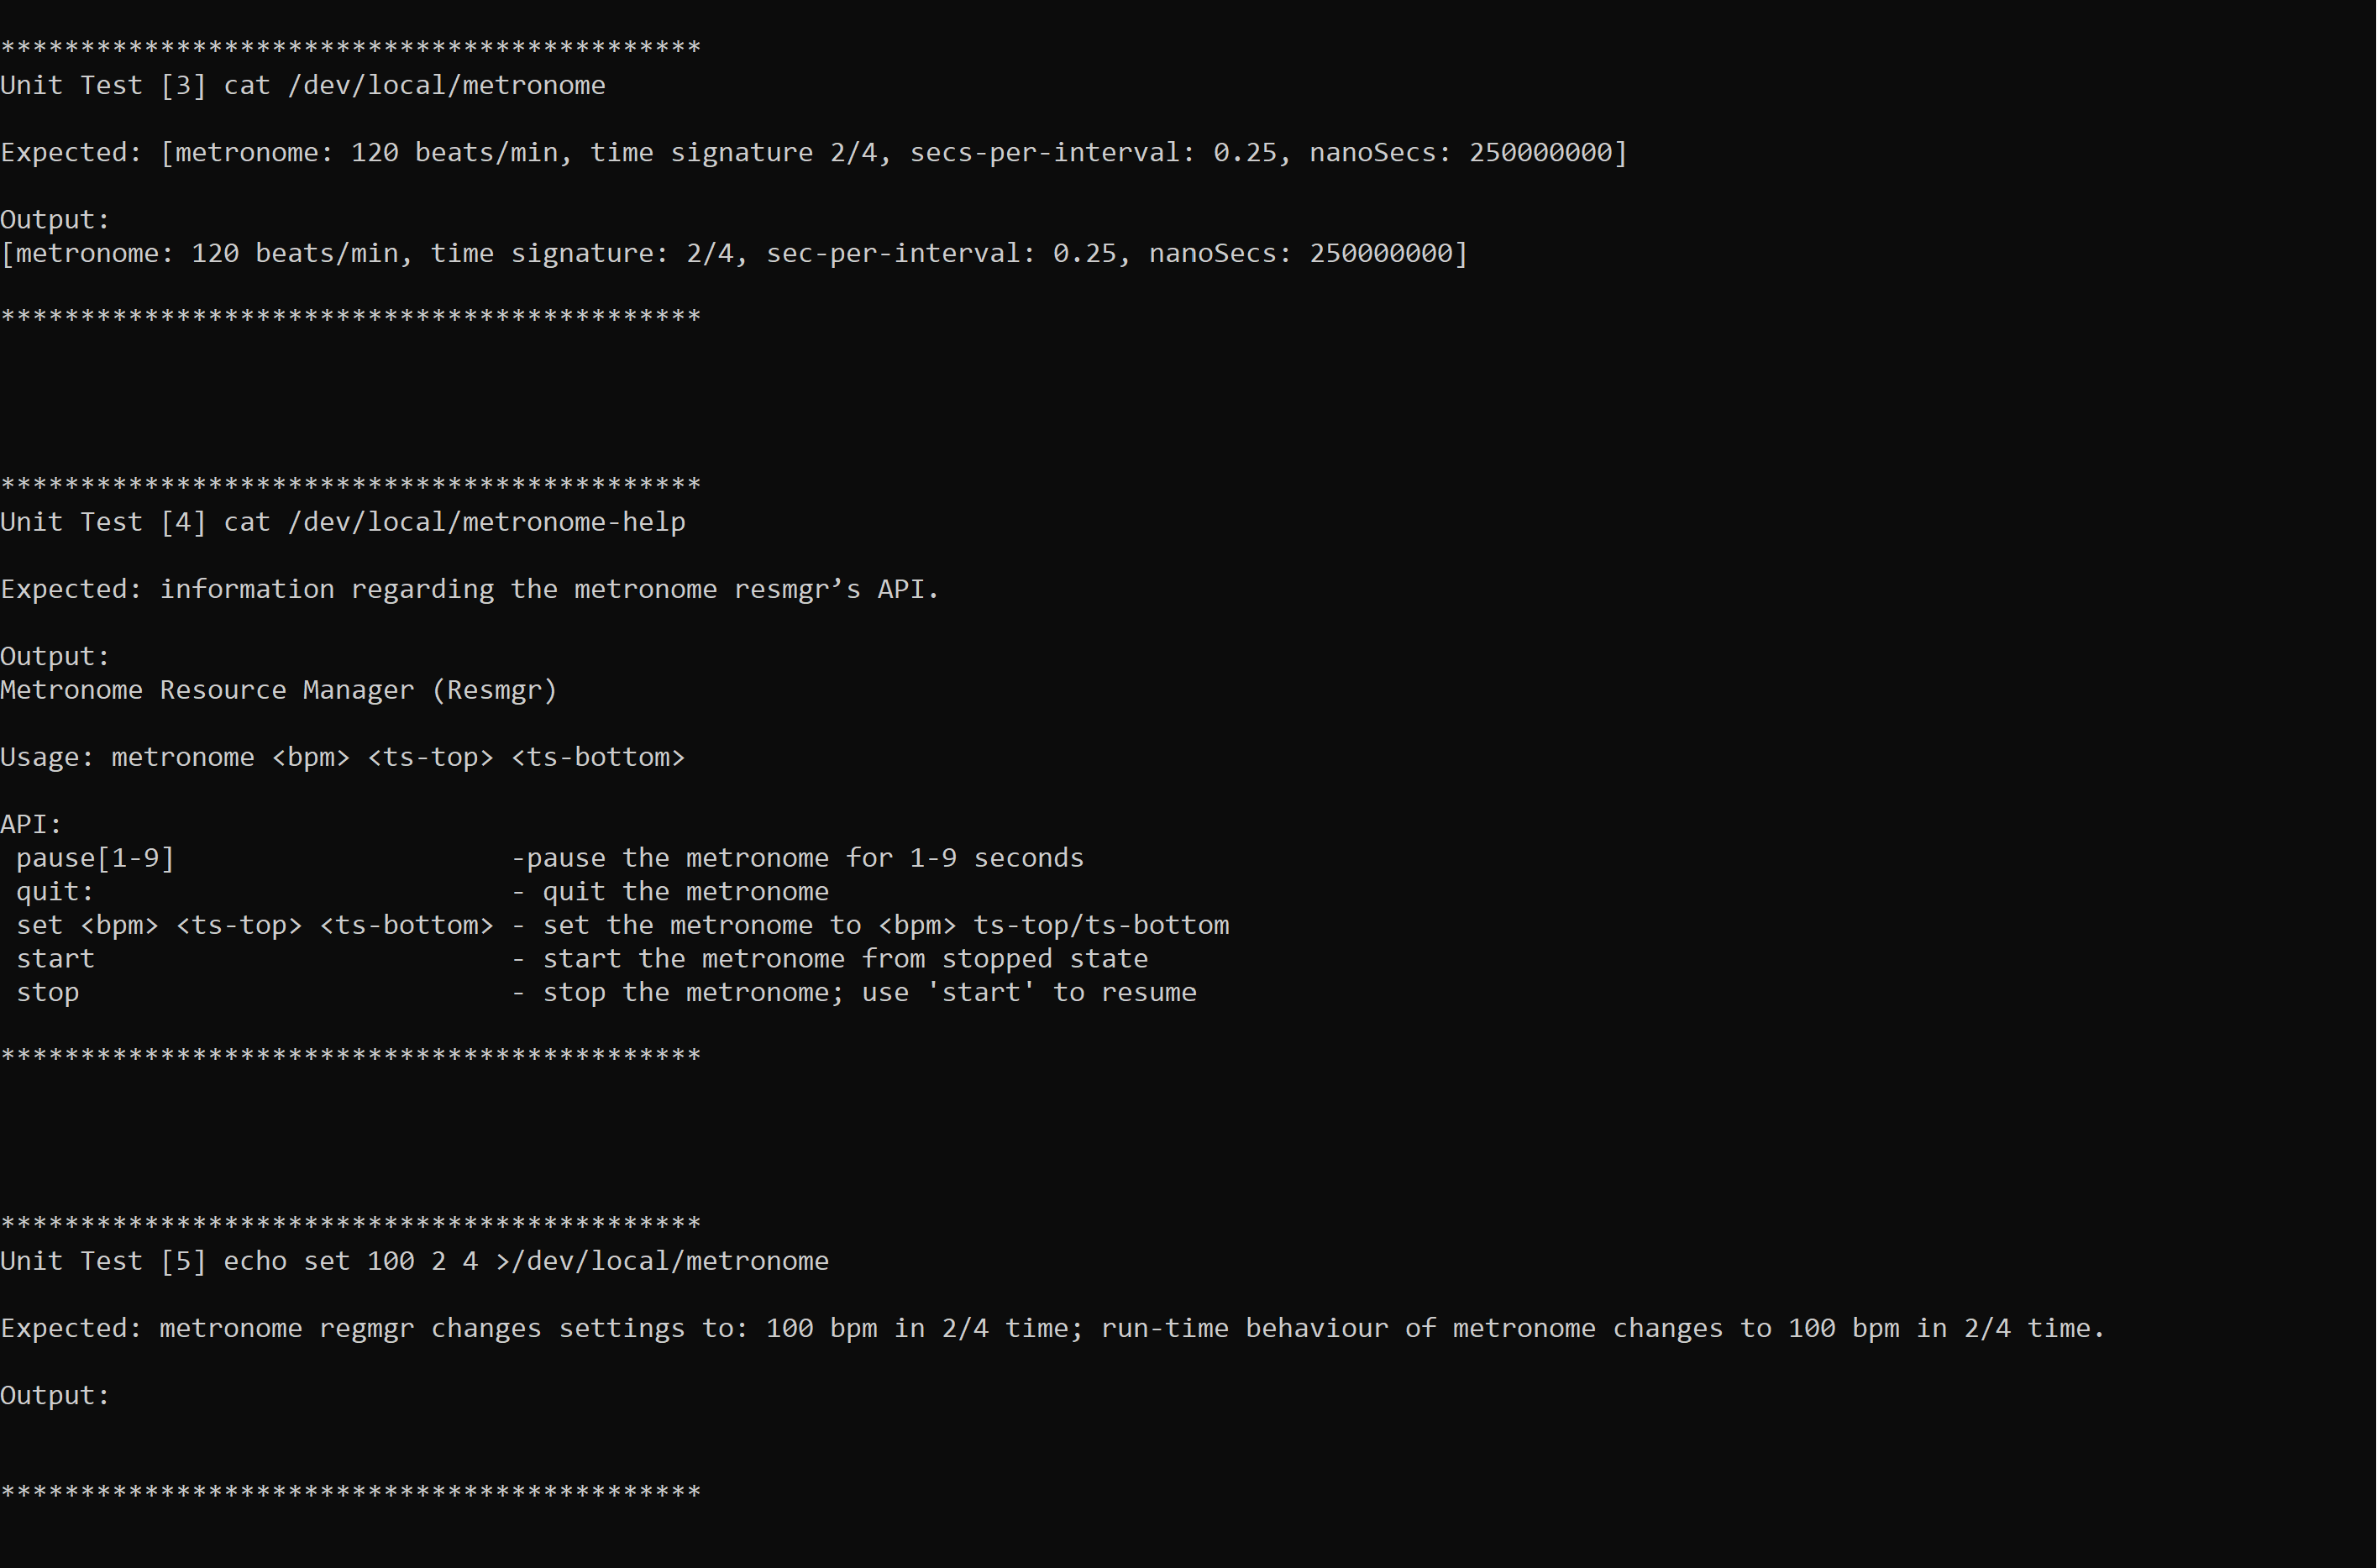 ********************************************
Unit Test [3] cat /dev/local/metronome
Expected: [metronome: 120 beats/min, time signature 2/4, secs-per-interval: 0.25, nanoSecs: 250000000]
Output:
[metronome: 120 beats/min, time signature: 2/4, sec-per-interval: 0.25, nanoSecs: 250000000]
********************************************
********************************************
Unit Test [4] cat /dev/local/metronome-help
Expected: information regarding the metronome resmgr’s API.
Output:
Metronome Resource Manager (Resmgr)
Usage: metronome <bpm> <ts-top> <ts-bottom>
API:
 pause[1-9]                     -pause the metronome for 1-9 seconds
 quit:                          - quit the metronome
 set <bpm> <ts-top> <ts-bottom> - set the metronome to <bpm> ts-top/ts-bottom
 start                          - start the metronome from stopped state
 stop                           - stop the metronome; use 'start' to resume
********************************************
********************************************
Unit Test [5] echo set 100 2 4 >/dev/local/metronome
Expected: metronome regmgr changes settings to: 100 bpm in 2/4 time; run-time behaviour of metronome changes to 100 bpm in 2/4 time.
Output:
********************************************